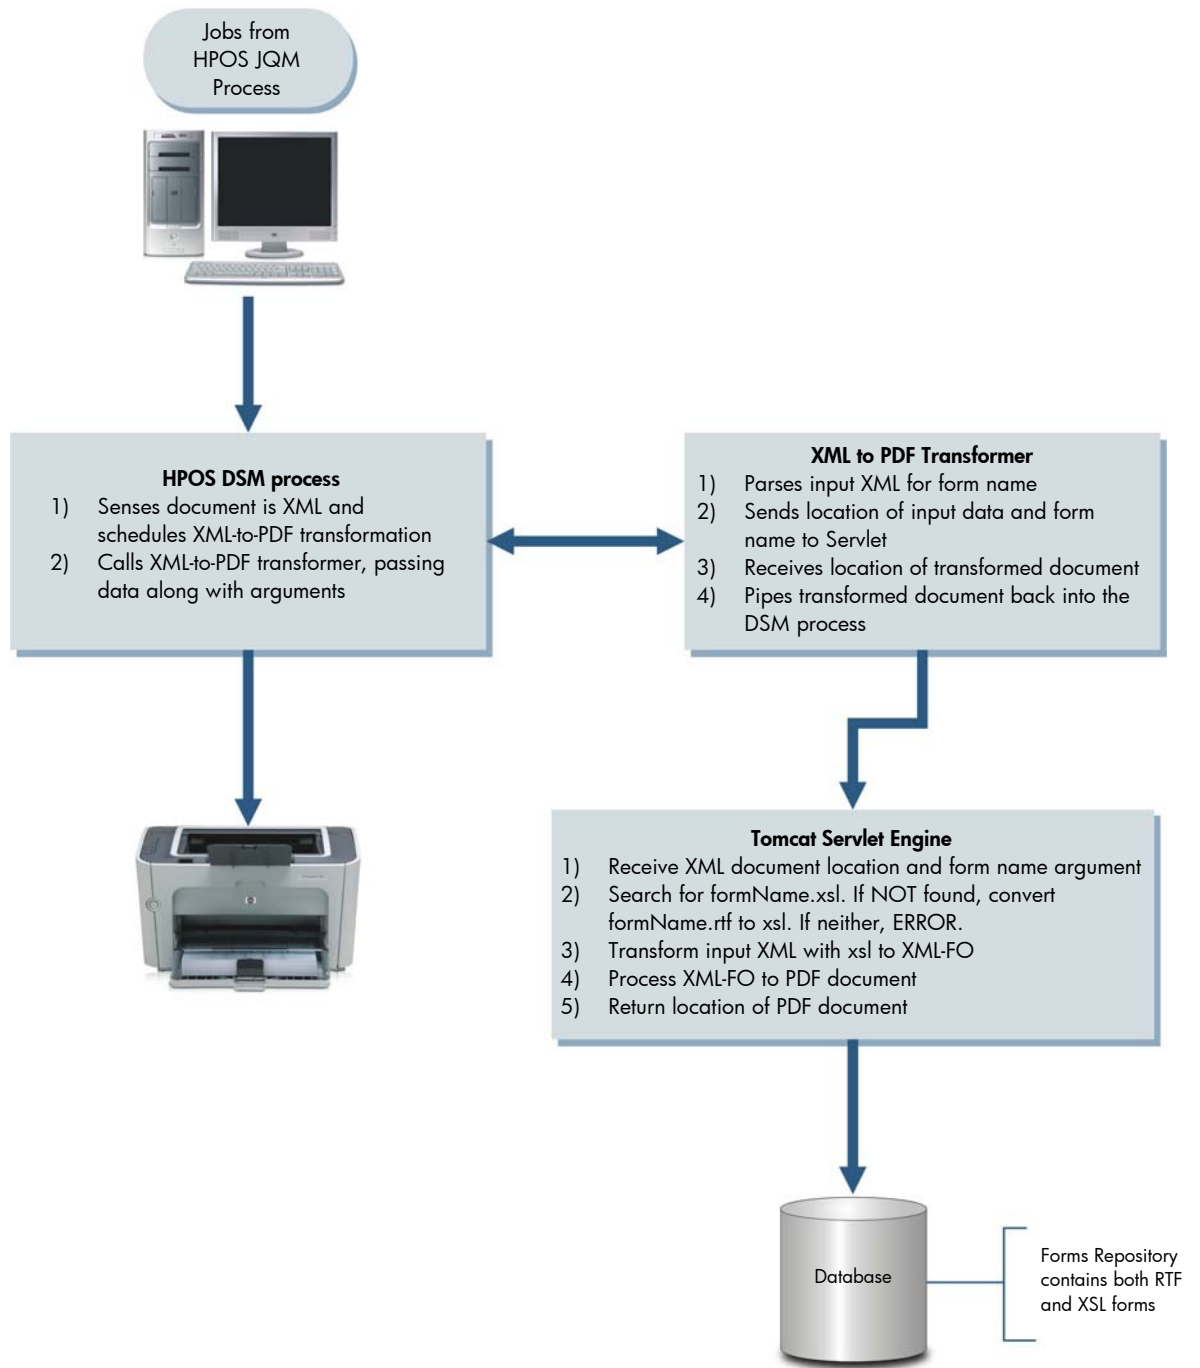 Jobs from
HPOS JQM
Process
HPOS DSM process
1) Senses document is XML and
schedules XML-to-PDF transformation
2) Calls XML-to-PDF transformer, passing
data along with arguments
XML to PDF Transformer
1) Parses input XML for form name
2) Sends location of input data and form
name to Servlet
3) Receives location of transformed document
4) Pipes transformed document back into the
DSM process
Tomcat Servlet Engine
1) Receive XML document location and form name argument
2) Search for formName.xsl. If NOT found, convert
formName.rtf to xsl. If neither, ERROR.
3) Transform input XML with xsl to XML-FO
4) Process XML-FO to PDF document
5) Return location of PDF document
Database
Forms Repository
contains both RTF
and XSL forms